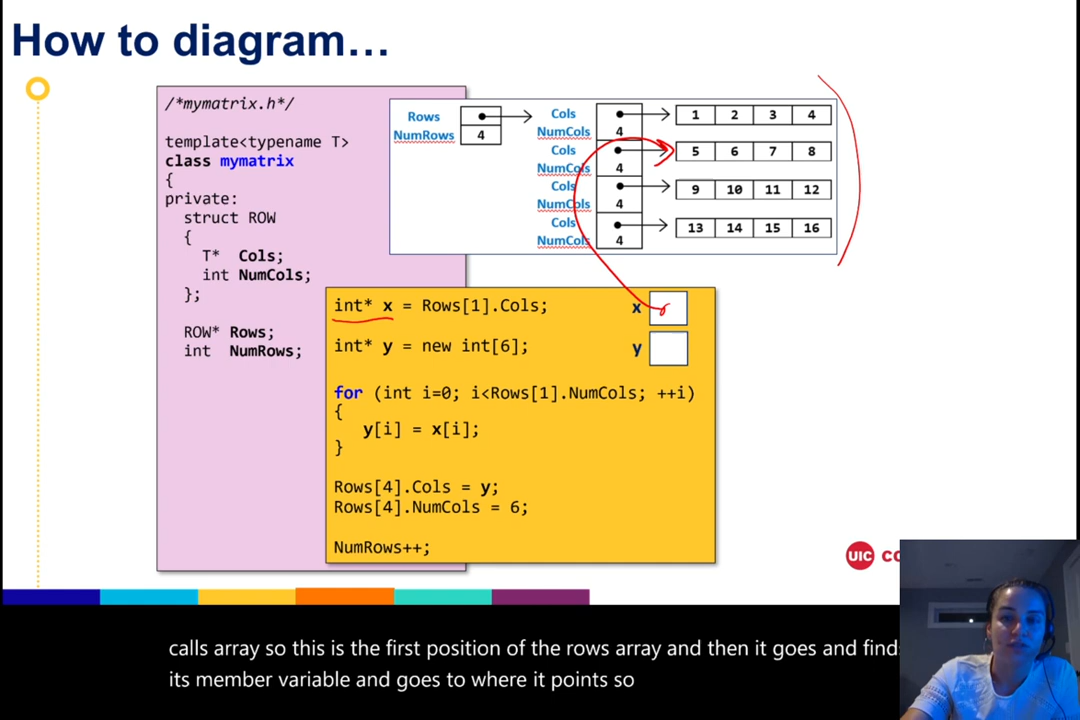 How to diagram...
/*mymatrix.h*/
template<typename T>
class mymatrix
{
private:
struct ROW
{
T* Cols;
int NumCols;
};
ROW* Rows;
int NumRows;
Rows
NumRows 4
Cols 1 2 3 4
NumCols 4
Cols 5 6 7 8
NumCols 4
Cols 9 10 11 12
NumCols 4
Cols 13 14 15 16
NumCols 4
int* x = Rows[1].Cols; x
int* y = new int[6]; y
for (int i=0; i<Rows[1].NumCols; ++i)
{
y[i] = x[i];
}
Rows[4].Cols = y;
Rows[4].NumCols = 6;
NumRows++;
UIC
calls array so this is the first position of the rows array and then it goes and
its member variable and goes to where it points so